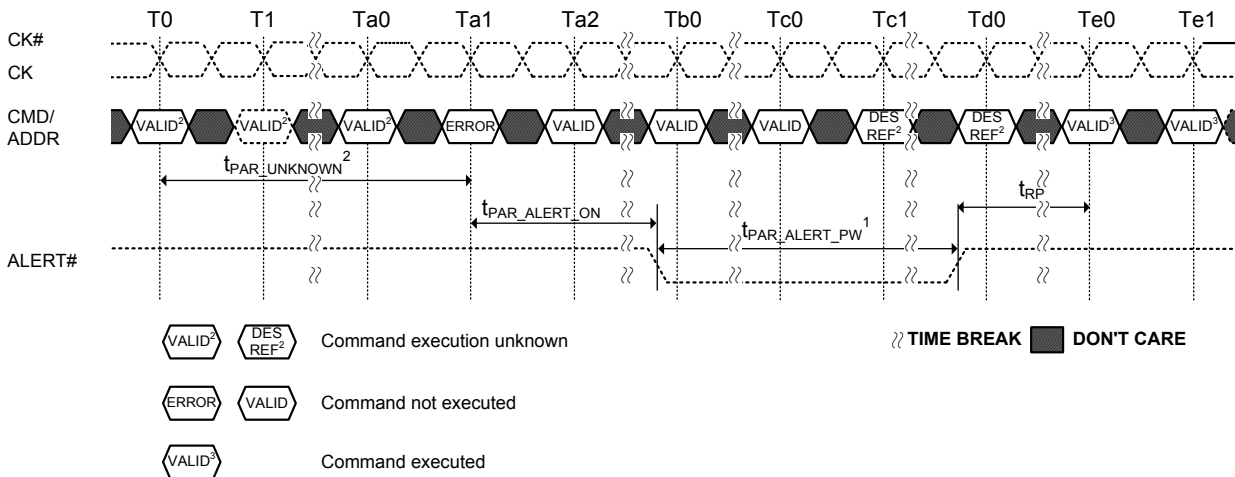 T0 T1 Ta0 Ta1 Ta2 Tb0 Tc0 Tc1 Td0 Te0 Te1
CK#
CK
CMD/
ADDR
VALID² VALID² VALID² ERROR VALID VALID VALID DES REF² DES REF² VALID³ VALID³
tPAR_UNKNOWN²
tRP
tPAR_ALERT_ON
tPAR_ALERT_PW¹
ALERT#
VALID² DES REF² Command execution unknown
TIME BREAK DON'T CARE
ERROR VALID Command not executed
VALID³ Command executed